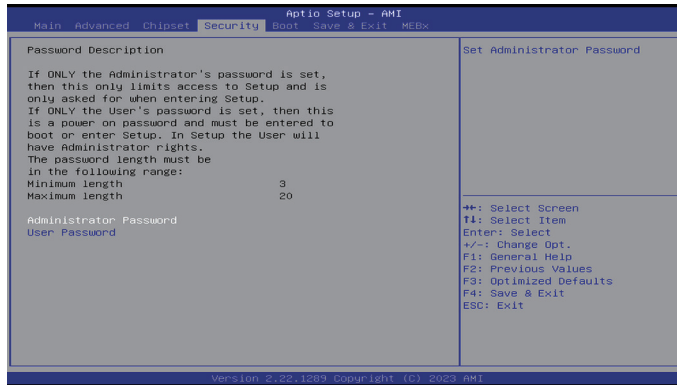 Aptio Setup – AMI
Main Advanced Chipset Security Boot Save & Exit MEBx
Password Description
If ONLY the Administrator's password is set,
then this only limits access to Setup and is
only asked for when entering Setup.
If ONLY the User's password is set, then this
is a power on password and must be entered to
boot or enter Setup. In Setup the User will
have Administrator rights.
The password length must be
in the following range:
Minimum length 3
Maximum length 20
Administrator Password
User Password
Set Administrator Password
→←: Select Screen
↑↓: Select Item
Enter: Select
+/-: Change Opt.
F1: General Help
F2: Previous Values
F3: Optimized Defaults
F4: Save & Exit
ESC: Exit
Version 2.22.1289 Copyright (C) 2023 AMI